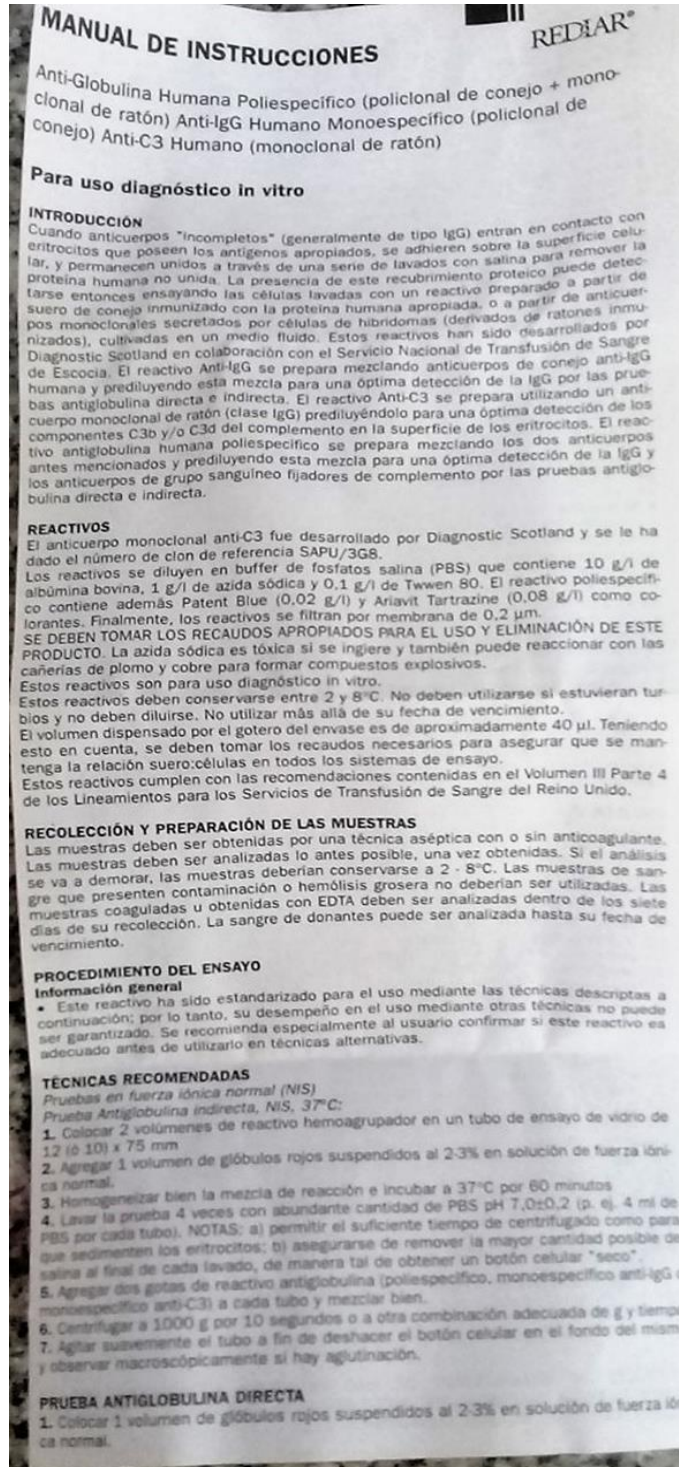 MANUAL DE INSTRUCCIONES
REDIAR®
Anti-Globulina Humana Poliespecífico (policlonal de conejo + mono-
clonal de ratón) Anti-IgG Humano Monoespecífico (policlonal de
conejo) Anti-C3 Humano (monoclonal de ratón)
Para uso diagnóstico in vitro
INTRODUCCIÓN
Cuando anticuerpos "incompletos" (generalmente de tipo IgG) entran en contacto con
eritrocitos que poseen los antígenos apropiados, se adhieren sobre la superficie celu-
lar, y permanecen unidos a través de una serie de lavados con salina para remover la
proteína humana no unida. La presencia de este recubrimiento proteico puede detec-
tarse entonces ensayando las células lavadas con un reactivo preparado a partir de
suero de conejo inmunizado con la proteína humana apropiada, o a partir de anticuer-
pos monoclonales secretados por células de hibridomas (derivados de ratones inmu-
nizados), cultivadas en un medio fluido. Estos reactivos han sido desarrollados por
Diagnostic Scotland en colaboración con el Servicio Nacional de Transfusión de Sangre
de Escocia. El reactivo Anti-IgG se prepara mezclando anticuerpos de conejo anti-IgG
humana y prediluyendo esta mezcla para una óptima detección de la IgG por las prue-
bas antiglobulina directa e indirecta. El reactivo Anti-C3 se prepara utilizando un anti-
cuerpo monoclonal de ratón (clase IgG) prediluyéndolo para una óptima detección de los
componentes C3b y/o C3d del complemento en la superficie de los eritrocitos. El reac-
tivo antiglobulina humana poliespecífico se prepara mezclando los dos anticuerpos
antes mencionados y prediluyendo esta mezcla para una óptima detección de la IgG y
los anticuerpos de grupo sanguíneo fijadores de complemento por las pruebas antiglo-
bulina directa e indirecta.
REACTIVOS
El anticuerpo monoclonal anti-C3 fue desarrollado por Diagnostic Scotland y se le ha
dado el número de clon de referencia SAPU/3G8.
Los reactivos se diluyen en buffer de fosfatos salina (PBS) que contiene 10 g/l de
albúmina bovina, 1 g/l de azida sódica y 0,1 g/l de Twwen 80. El reactivo poliespecífi-
co contiene además Patent Blue (0,02 g/l) y Ariavit Tartrazine (0,08 g/l) como co-
lorantes. Finalmente, los reactivos se filtran por membrana de 0,2 µm.
SE DEBEN TOMAR LOS RECAUDOS APROPIADOS PARA EL USO Y ELIMINACIÓN DE ESTE
PRODUCTO. La azida sódica es tóxica si se ingiere y también puede reaccionar con las
cañerías de plomo y cobre para formar compuestos explosivos.
Estos reactivos son para uso diagnóstico in vitro.
Estos reactivos deben conservarse entre 2 y 8°C. No deben utilizarse si estuvieran tur-
bios y no deben diluirse. No utilizar más allá de su fecha de vencimiento.
El volumen dispensado por el gotero del envase es de aproximadamente 40 µl. Teniendo
esto en cuenta, se deben tomar los recaudos necesarios para asegurar que se man-
tenga la relación suero:células en todos los sistemas de ensayo.
Estos reactivos cumplen con las recomendaciones contenidas en el Volumen III Parte 4
de los Lineamientos para los Servicios de Transfusión de Sangre del Reino Unido.
RECOLECCIÓN Y PREPARACIÓN DE LAS MUESTRAS
Las muestras deben ser obtenidas por una técnica aséptica con o sin anticoagulante.
Las muestras deben ser analizadas lo antes posible, una vez obtenidas. Si el análisis
se va a demorar, las muestras deberían conservarse a 2 - 8°C. Las muestras de san-
gre que presenten contaminación o hemólisis grosera no deberían ser utilizadas. Las
muestras coaguladas u obtenidas con EDTA deben ser analizadas dentro de los siete
días de su recolección. La sangre de donantes puede ser analizada hasta su fecha de
vencimiento.
PROCEDIMIENTO DEL ENSAYO
Información general
• Este reactivo ha sido estandarizado para el uso mediante las técnicas descriptas a
continuación; por lo tanto, su desempeño en el uso mediante otras técnicas no puede
ser garantizado. Se recomienda especialmente al usuario confirmar si este reactivo es
adecuado antes de utilizarlo en técnicas alternativas.
TÉCNICAS RECOMENDADAS
Pruebas en fuerza iónica normal (NIS)
Prueba Antiglobulina indirecta, NIS, 37°C:
1. Colocar 2 volúmenes de reactivo hemoagrupador en un tubo de ensayo de vidrio de
12 (ó 10) x 75 mm
2. Agregar 1 volumen de glóbulos rojos suspendidos al 2-3% en solución de fuerza ióni-
ca normal.
3. Homogeneizar bien la mezcla de reacción e incubar a 37°C por 60 minutos
4. Lavar la prueba 4 veces con abundante cantidad de PBS pH 7,0±0,2 (p. ej. 4 ml de
PBS por cada tubo). NOTAS: a) permitir el suficiente tiempo de centrifugado como para
que sedimenten los eritrocitos; b) asegurarse de remover la mayor cantidad posible de
salina al final de cada lavado, de manera tal de obtener un botón celular "seco".
5. Agregar dos gotas de reactivo antiglobulina (poliespecífico, monoespecífico anti-IgG
monoespecífico anti-C3) a cada tubo y mezclar bien.
6. Centrifugar a 1000 g por 10 segundos o a otra combinación adecuada de g y tiempo
7. Agitar suavemente el tubo a fin de deshacer el botón celular en el fondo del mism
y observar macroscópicamente si hay aglutinación.
PRUEBA ANTIGLOBULINA DIRECTA
1. Colocar 1 volumen de glóbulos rojos suspendidos al 2-3% en solución de fuerza ió
ca normal.